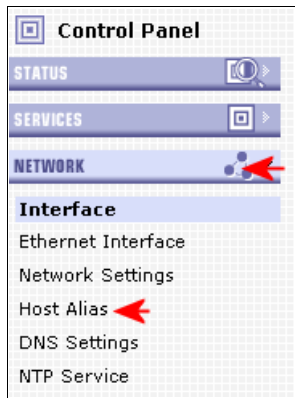 Control Panel
STATUS
SERVICES
NETWORK
Interface
Ethernet Interface
Network Settings
Host Alias
DNS Settings
NTP Service